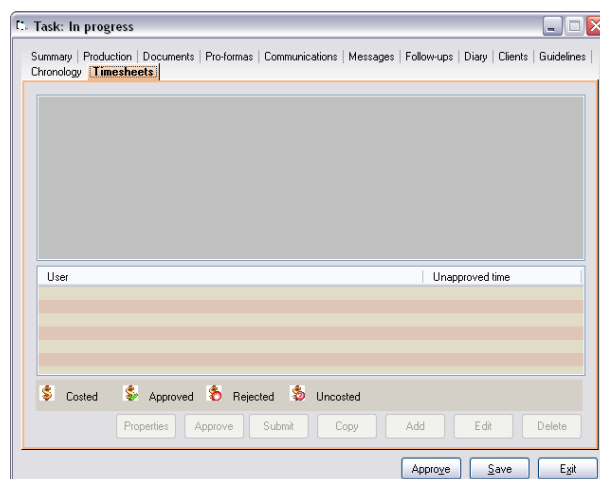 Task: In progress
Summary | Production | Documents | Pro-formas | Communications | Messages | Follow-ups | Diary | Clients | Guidelines |
Chronology | Timesheets |
User | Unapproved time |
Costed Approved Rejected Uncosted
Properties Approve Submit Copy Add Edit Delete
Approve Save Exit